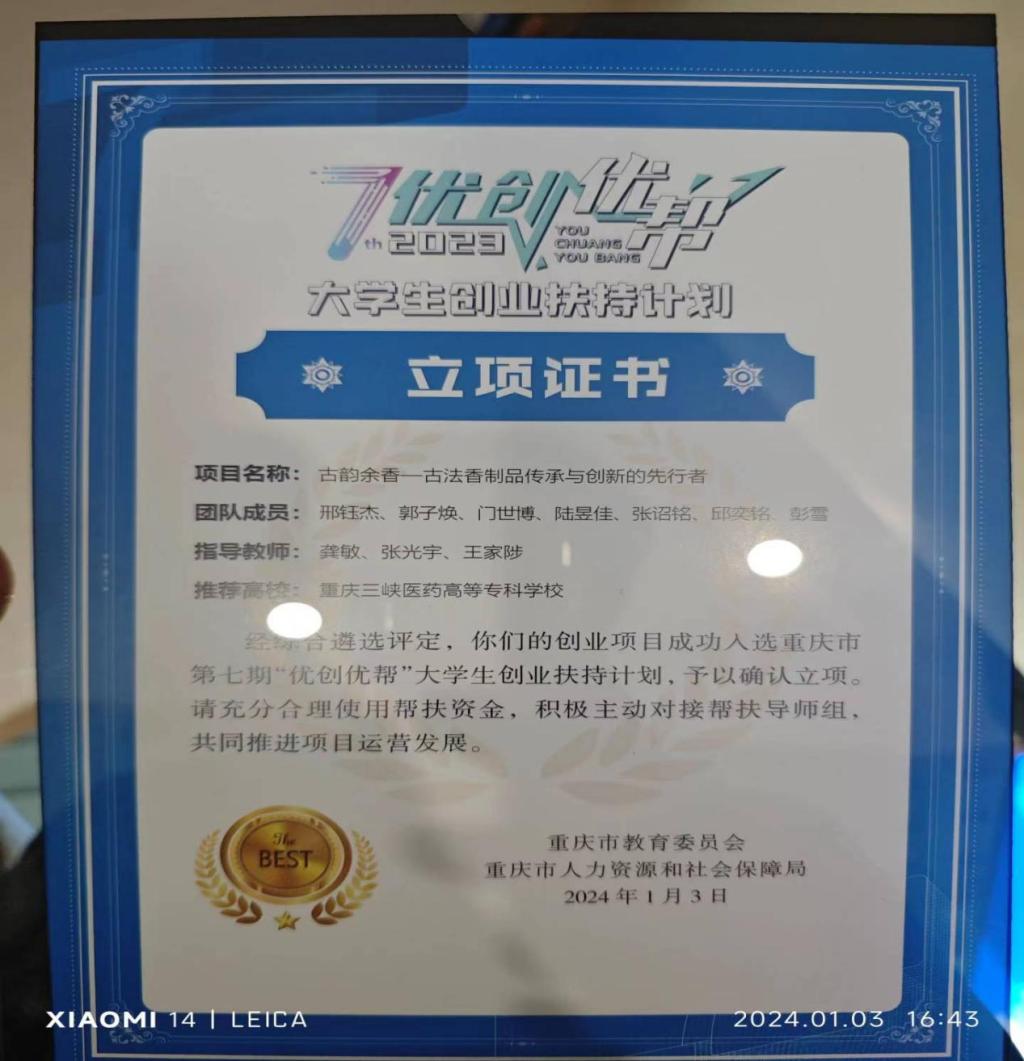 7th 优创优帮
2023 YOU CHUANG YOU BANG
大学生创业扶持计划
立项证书
项目名称：古韵余香—古法香制品传承与创新的先行者
团队成员：邢钰杰、郭子焕、门世博、陆昱佳、张诏铭、邱奕铭、彭雪
指导教师：龚敏、张光宇、王家陟
推荐高校：重庆三峡医药高等专科学校
经综合遴选评定，你们的创业项目成功入选重庆市
第七期“优创优帮”大学生创业扶持计划，予以确认立项。
请充分合理使用帮扶资金，积极主动对接帮扶导师组，
共同推进项目运营发展。
The
BEST
重庆市教育委员会
重庆市人力资源和社会保障局
2024年1月3日
XIAOMI 14 | LEICA
2024.01.03 16:43